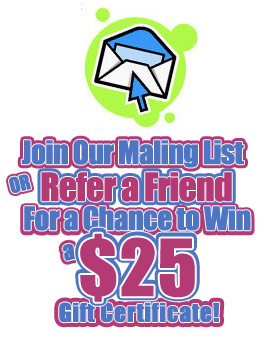 Join Our Maling List
OR Refer a Friend
For a Chance to Win
a $25
Gift Certificate!